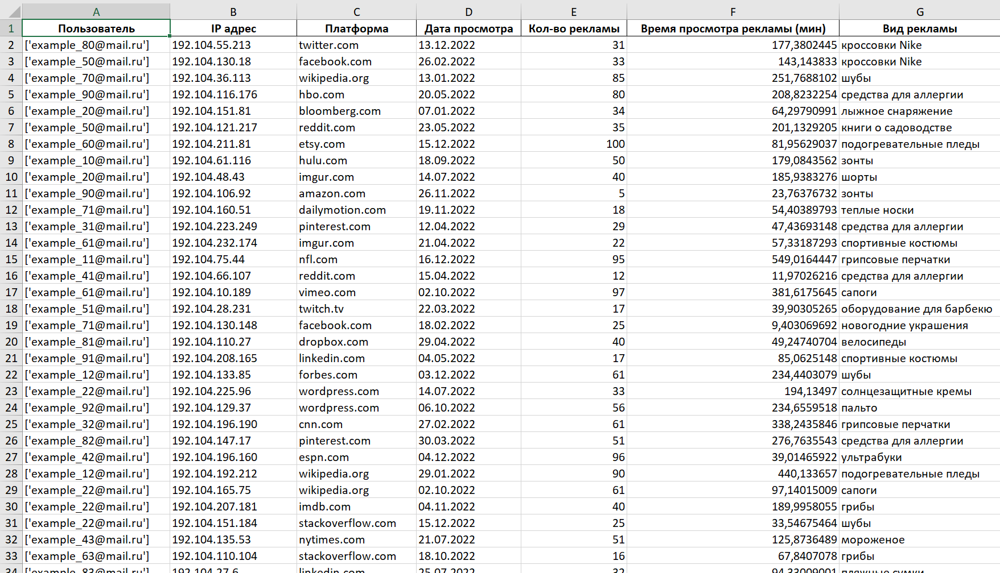 A B C D E F G
1 Пользователь IP адрес Платформа Дата просмотра Кол-во рекламы Время просмотра рекламы (мин) Вид рекламы
2 ['example_80@mail.ru'] 192.104.55.213 twitter.com 13.12.2022 31 177,3802445 кроссовки Nike
3 ['example_50@mail.ru'] 192.104.130.18 facebook.com 26.02.2022 33 143,143833 кроссовки Nike
4 ['example_70@mail.ru'] 192.104.36.113 wikipedia.org 13.01.2022 85 251,7688102 шубы
5 ['example_90@mail.ru'] 192.104.116.176 hbo.com 20.05.2022 80 208,8232254 средства для аллергии
6 ['example_20@mail.ru'] 192.104.151.81 bloomberg.com 07.01.2022 34 64,29790991 лыжное снаряжение
7 ['example_50@mail.ru'] 192.104.121.217 reddit.com 23.05.2022 35 201,1329205 книги о садоводстве
8 ['example_60@mail.ru'] 192.104.211.81 etsy.com 15.12.2022 100 81,95629037 подогревательные пледы
9 ['example_10@mail.ru'] 192.104.61.116 hulu.com 18.09.2022 50 179,0843562 зонты
10 ['example_20@mail.ru'] 192.104.48.43 imgur.com 14.07.2022 40 185,9383276 шорты
11 ['example_90@mail.ru'] 192.104.106.92 amazon.com 26.11.2022 5 23,76376732 зонты
12 ['example_71@mail.ru'] 192.104.160.51 dailymotion.com 19.11.2022 18 54,40389793 теплые носки
13 ['example_31@mail.ru'] 192.104.223.249 pinterest.com 12.04.2022 29 47,43693148 средства для аллергии
14 ['example_61@mail.ru'] 192.104.232.174 imgur.com 21.04.2022 22 57,33187293 спортивные костюмы
15 ['example_11@mail.ru'] 192.104.75.44 nfl.com 16.12.2022 95 549,0164447 грипсовые перчатки
16 ['example_41@mail.ru'] 192.104.66.107 reddit.com 15.04.2022 12 11,97026216 средства для аллергии
17 ['example_61@mail.ru'] 192.104.10.189 vimeo.com 02.10.2022 97 381,6175645 сапоги
18 ['example_51@mail.ru'] 192.104.28.231 twitch.tv 22.03.2022 17 39,90305265 оборудование для барбекю
19 ['example_71@mail.ru'] 192.104.130.148 facebook.com 18.02.2022 25 9,403069692 новогодние украшения
20 ['example_81@mail.ru'] 192.104.110.27 dropbox.com 29.04.2022 40 49,24740704 велосипеды
21 ['example_91@mail.ru'] 192.104.208.165 linkedin.com 04.05.2022 17 85,0625148 спортивные костюмы
22 ['example_12@mail.ru'] 192.104.133.85 forbes.com 03.12.2022 61 234,4403079 шубы
23 ['example_22@mail.ru'] 192.104.225.96 wordpress.com 14.07.2022 33 194,13497 солнцезащитные кремы
24 ['example_92@mail.ru'] 192.104.129.37 wordpress.com 06.10.2022 56 234,6559518 пальто
25 ['example_32@mail.ru'] 192.104.196.190 cnn.com 27.02.2022 61 338,2435846 грипсовые перчатки
26 ['example_82@mail.ru'] 192.104.147.17 pinterest.com 30.03.2022 51 276,7635543 средства для аллергии
27 ['example_42@mail.ru'] 192.104.196.160 espn.com 04.12.2022 96 39,01465922 ультрабуки
28 ['example_12@mail.ru'] 192.104.192.212 wikipedia.org 29.01.2022 90 440,133657 подогревательные пледы
29 ['example_22@mail.ru'] 192.104.165.75 wikipedia.org 02.10.2022 61 97,14015009 сапоги
30 ['example_22@mail.ru'] 192.104.207.181 imdb.com 04.11.2022 40 189,9958055 грибы
31 ['example_22@mail.ru'] 192.104.151.184 stackoverflow.com 15.12.2022 25 33,54675464 шубы
32 ['example_43@mail.ru'] 192.104.135.53 nytimes.com 21.07.2022 51 125,8736489 мороженое
33 ['example_63@mail.ru'] 192.104.110.104 stackoverflow.com 18.10.2022 16 67,8407078 грибы
34 ['example_83@mail.ru'] 192.104.27.6 linkedin.com 25.07.2022 32 94,33009001 пляжные сумки